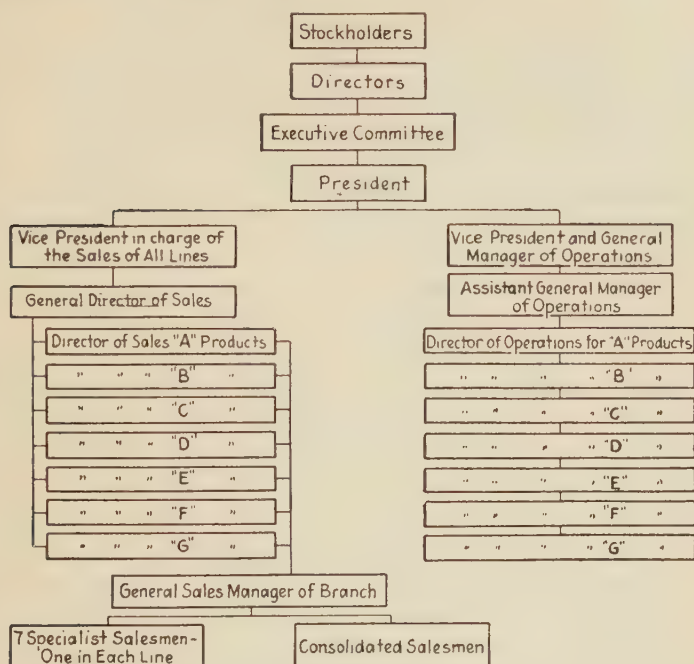 Stockholders
Directors
Executive Committee
President
Vice President in charge of
the Sales of All Lines
General Director of Sales
Director of Sales "A" Products
" " " "B" "
" " " "C" "
" " " "D" "
" " " "E" "
" " " "F" "
" " " "G" "
Vice President and General
Manager of Operations
Assistant General Manager
of Operations
Director of Operations for "A" Products
" " " " "B" "
" " " " "C" "
" " " " "D" "
" " " " "E" "
" " " " "F" "
" " " " "G" "
General Sales Manager of Branch
7 Specialist Salesmen-
One in Each Line
Consolidated Salesmen